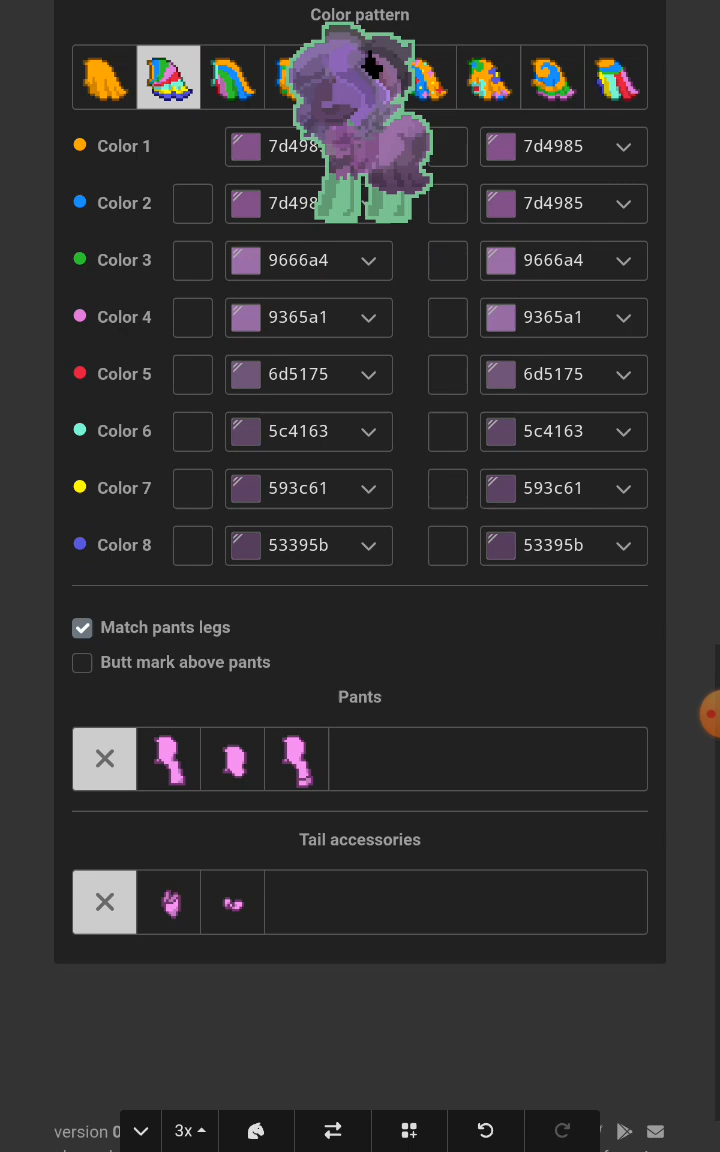 Color pattern
Color 1 7d4985
Color 2 7d4985
Color 3 9666a4 9666a4
Color 4 9365a1 9365a1
Color 5 6d5175 6d5175
Color 6 5c4163 5c4163
Color 7 593c61 593c61
Color 8 53395b 53395b
Match pants legs
Butt mark above pants
Pants
Tail accessories
version
3x